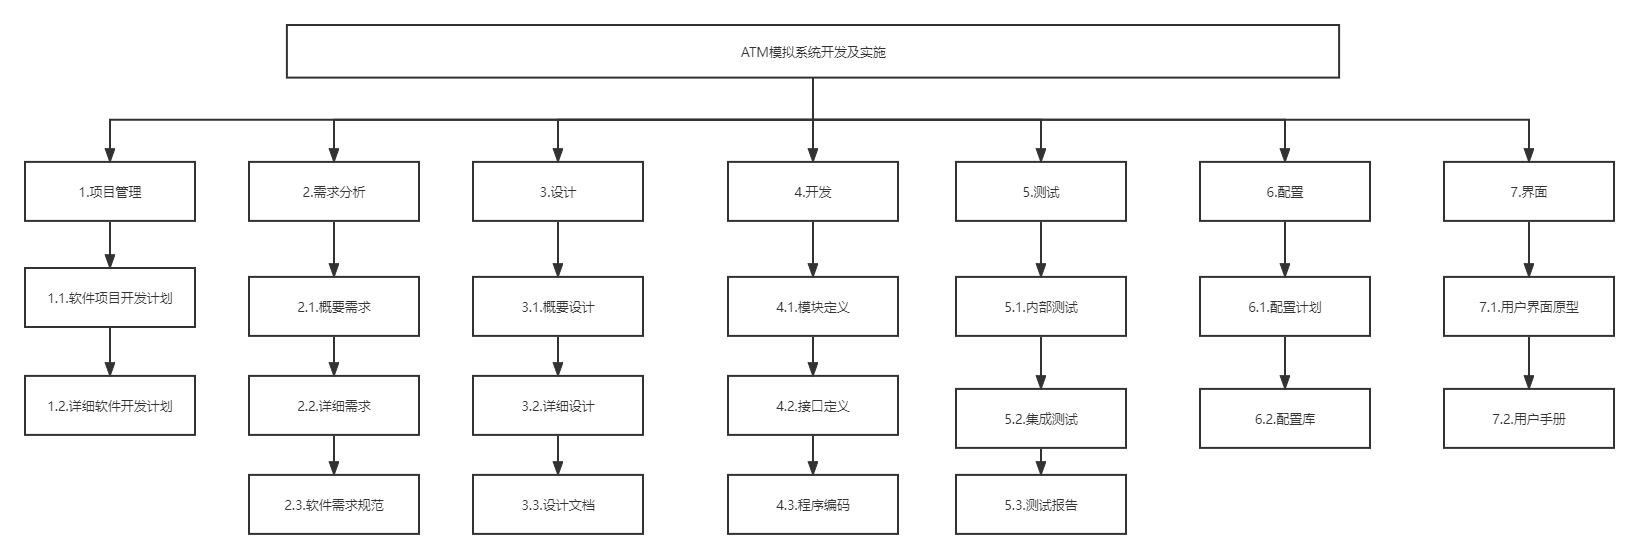 ATM模拟系统开发及实施
1.项目管理
2.需求分析
3.设计
4.开发
5.测试
6.配置
7.界面
1.1.软件项目开发计划
2.1.概要需求
3.1.概要设计
4.1.模块定义
5.1.内部测试
6.1.配置计划
7.1.用户界面原型
1.2.详细软件开发计划
2.2.详细需求
3.2.详细设计
4.2.接口定义
5.2.集成测试
6.2.配置库
7.2.用户手册
2.3.软件需求规范
3.3.设计文档
4.3.程序编码
5.3.测试报告